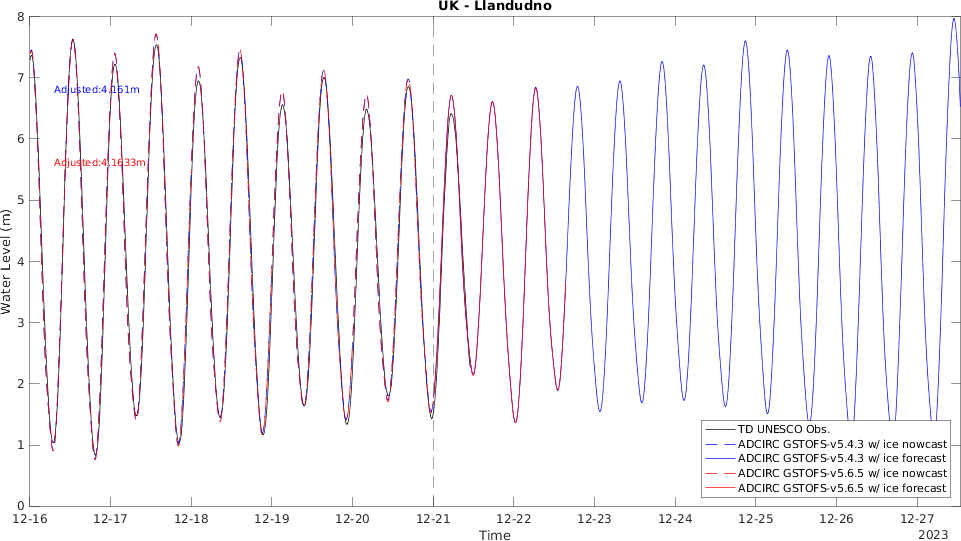 UK - Llandudno
8
7
6
5
4
3
2
1
0
Water Level (m)
Adjusted:4.161m
Adjusted:4.1633m
TD UNESCO Obs.
ADCIRC GSTOFS-v5.4.3 w/ ice nowcast
ADCIRC GSTOFS-v5.4.3 w/ ice forecast
ADCIRC GSTOFS-v5.6.5 w/ ice nowcast
ADCIRC GSTOFS-v5.6.5 w/ ice forecast
12-16 12-17 12-18 12-19 12-20 12-21 12-22 12-23 12-24 12-25 12-26 12-27
Time
2023